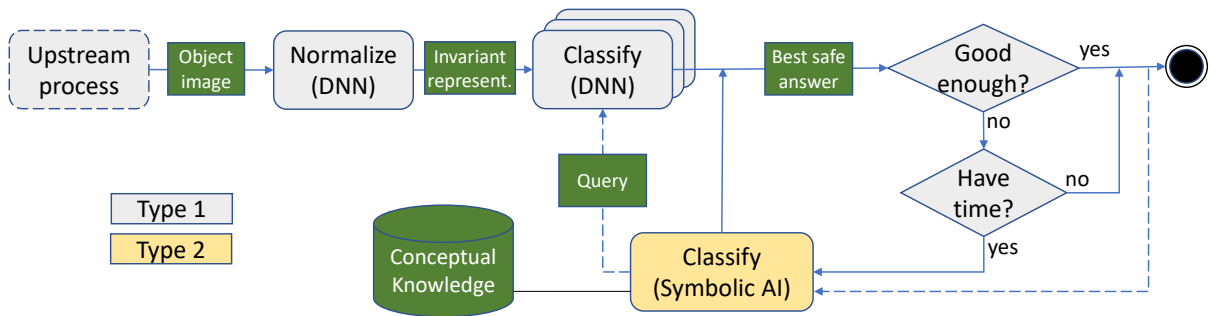 Upstream
process
Object
image
Normalize
(DNN)
Invariant
represent.
Classify
(DNN)
Best safe
answer
Good
enough?
yes
no
Have
time?
no
yes
Query
Type 1
Type 2
Conceptual
Knowledge
Classify
(Symbolic AI)